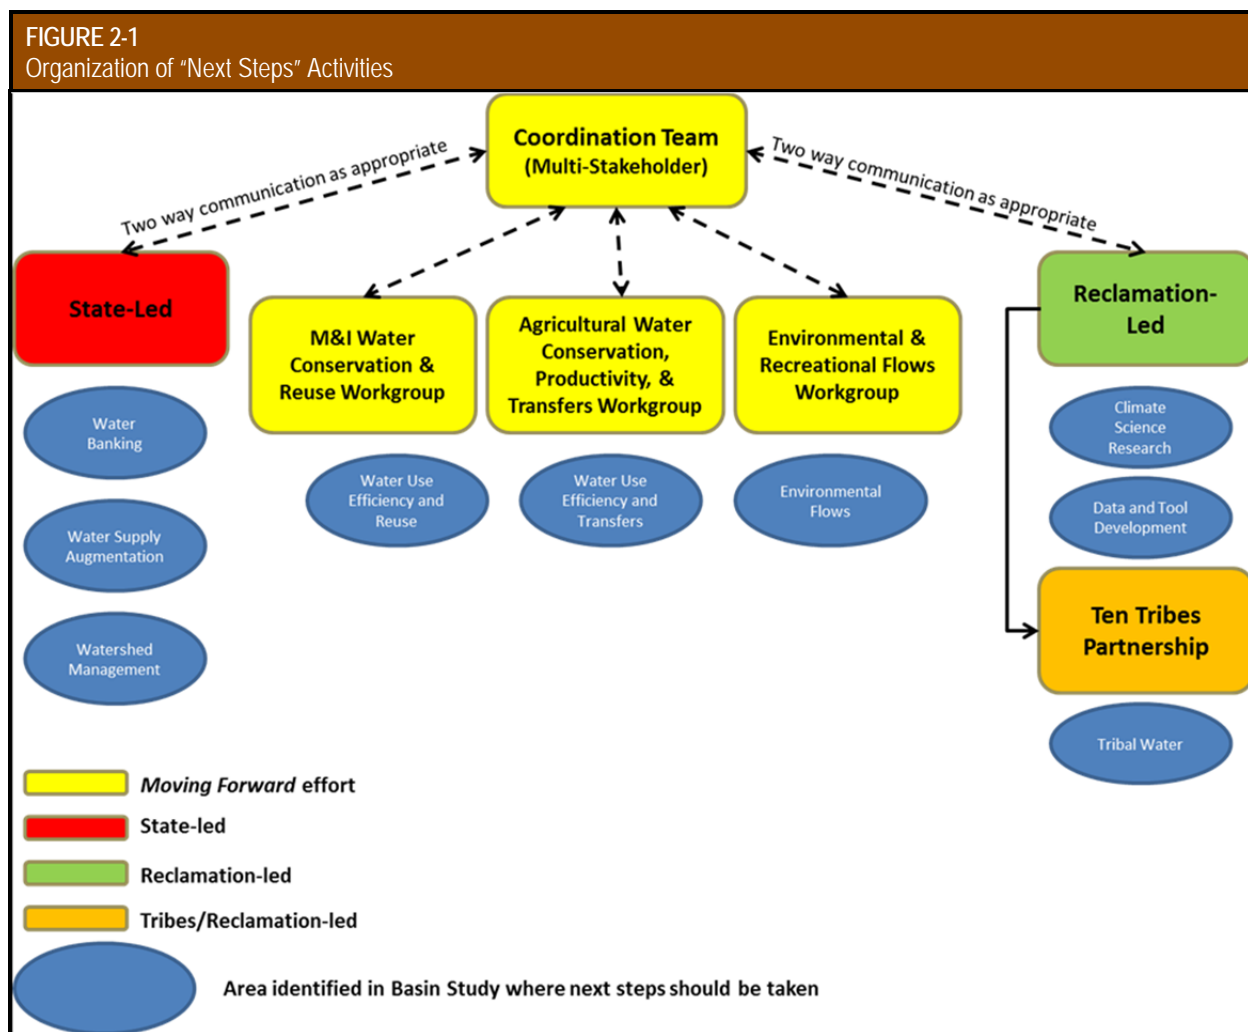 FIGURE 2-1
Organization of “Next Steps” Activities
Coordination Team
(Multi-Stakeholder)
Two way communication as appropriate
Two way communication as appropriate
State-Led
Reclamation-
Led
M&I Water
Conservation &
Reuse Workgroup
Agricultural Water
Conservation,
Productivity, &
Transfers Workgroup
Environmental &
Recreational Flows
Workgroup
Water
Banking
Water Supply
Augmentation
Watershed
Management
Water Use
Efficiency and
Reuse
Water Use
Efficiency and
Transfers
Environmental
Flows
Climate
Science
Research
Data and Tool
Development
Ten Tribes
Partnership
Tribal Water
Moving Forward effort
State-led
Reclamation-led
Tribes/Reclamation-led
Area identified in Basin Study where next steps should be taken